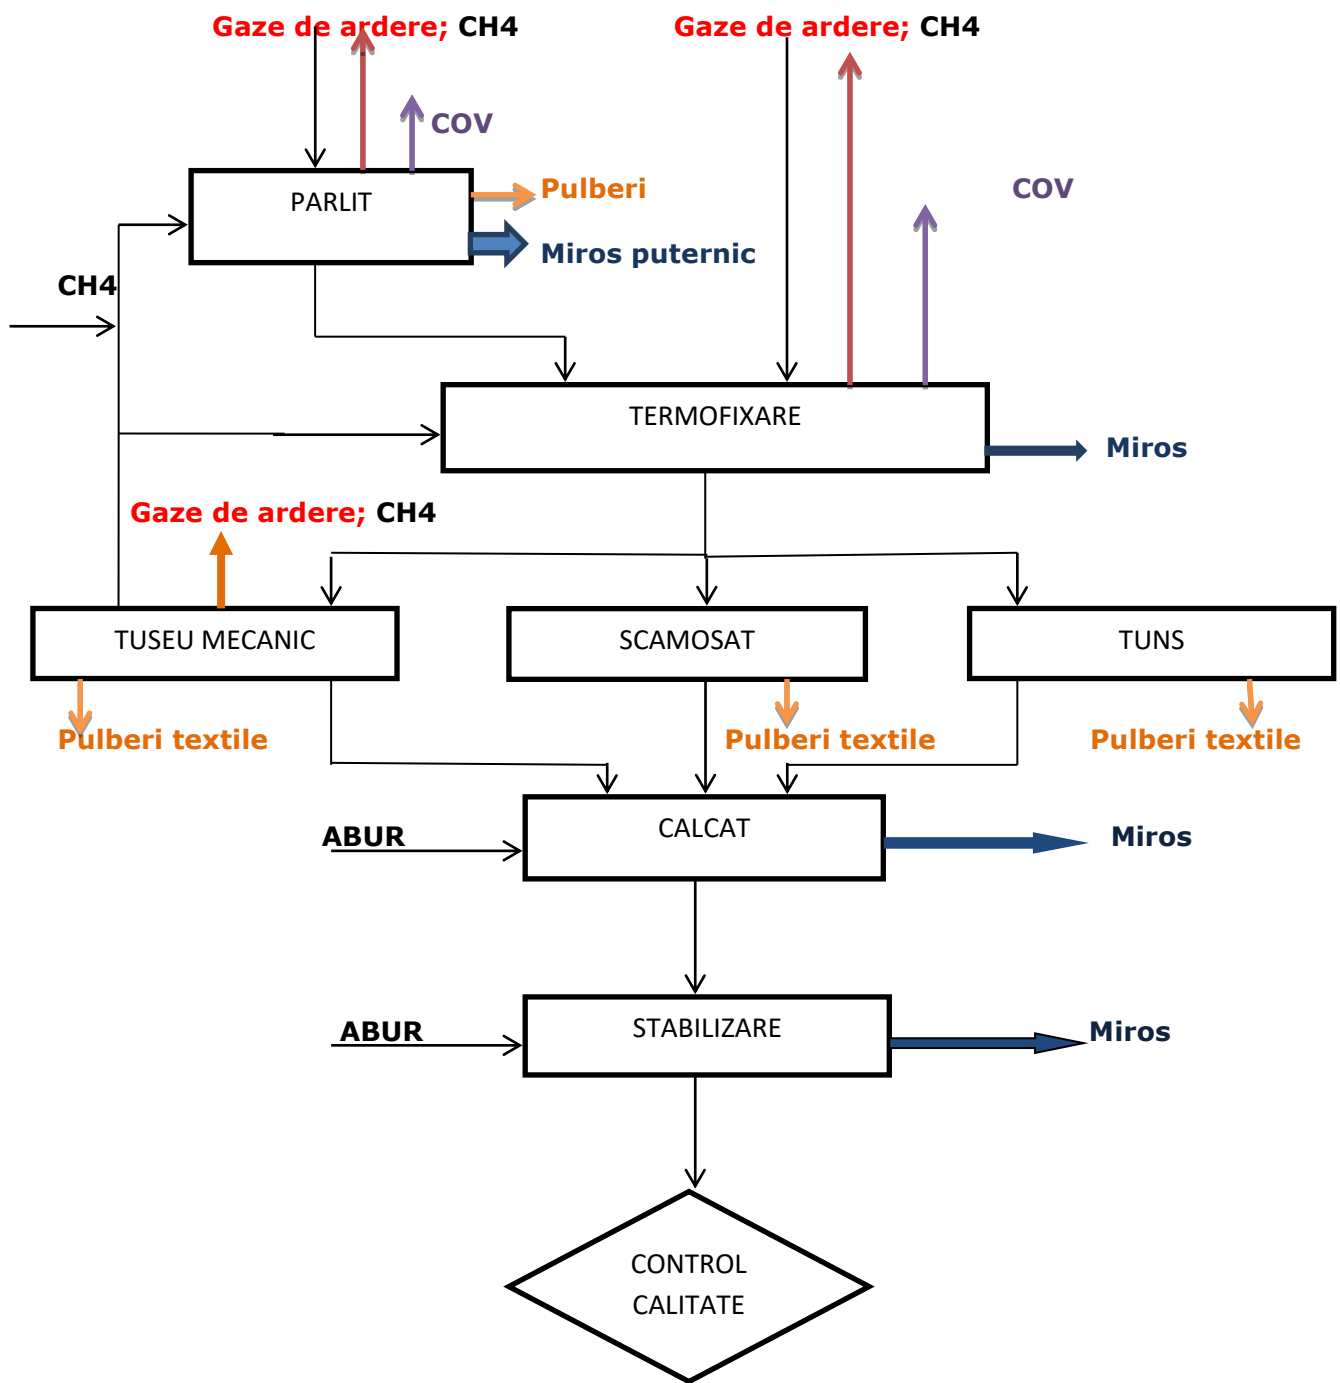 Gaze de ardere; CH4
Gaze de ardere; CH4
COV
PARLIT
Pulberi
COV
Miros puternic
CH4
TERMOFIXARE
Miros
Gaze de ardere; CH4
TUSEU MECANIC
SCAMOSAT
TUNS
Pulberi textile
Pulberi textile
Pulberi textile
ABUR
CALCAT
Miros
ABUR
STABILIZARE
Miros
CONTROL
CALITATE